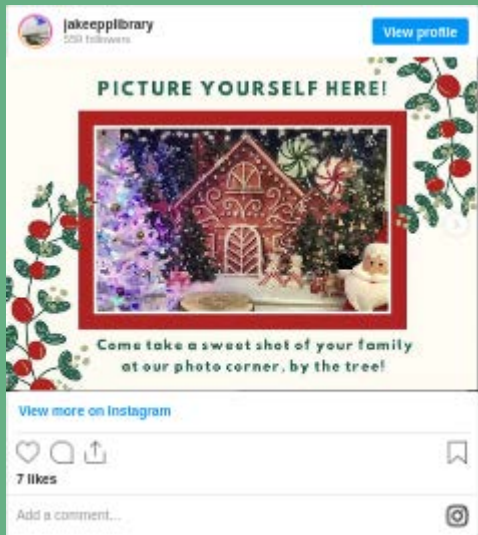 jakeepplibrary
559 followers
View profile
PICTURE YOURSELF HERE!
Come take a sweet shot of your family
at our photo corner, by the tree!
View more on Instagram
7 likes
Add a comment...